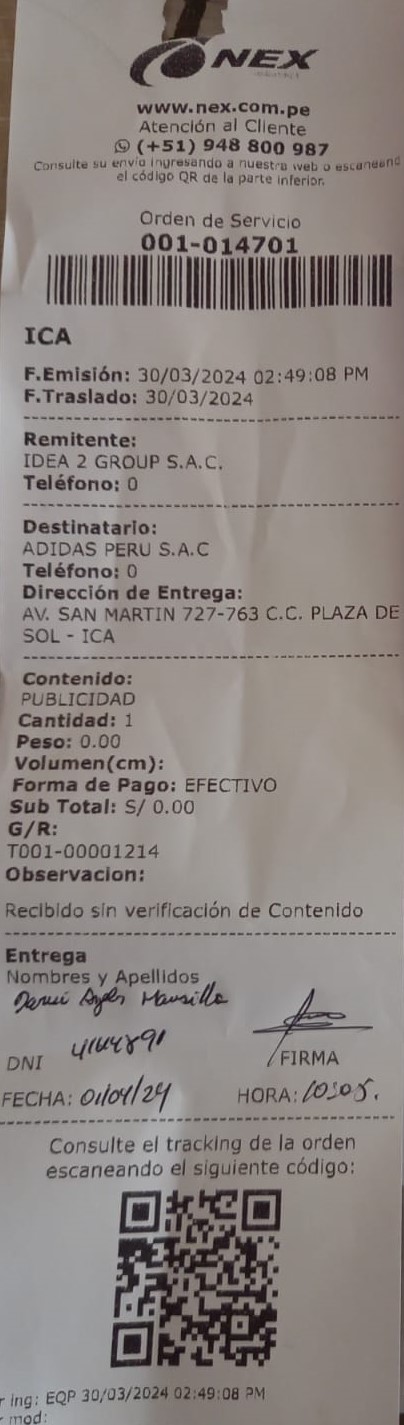 NEX
www.nex.com.pe
Atención al Cliente
(+51) 948 800 987
Consulte su envío ingresando a nuestra web o escaneand
el código QR de la parte inferior.
Orden de Servicio
001-014701
ICA
F.Emisión: 30/03/2024 02:49:08 PM
F.Traslado: 30/03/2024
Remitente:
IDEA 2 GROUP S.A.C.
Teléfono: 0
Destinatario:
ADIDAS PERU S.A.C
Teléfono: 0
Dirección de Entrega:
AV. SAN MARTIN 727-763 C.C. PLAZA DE
SOL - ICA
Contenido:
PUBLICIDAD
Cantidad: 1
Peso: 0.00
Volumen(cm):
Forma de Pago: EFECTIVO
Sub Total: S/ 0.00
G/R:
T001-00001214
Observacion:
Recibido sin verificación de Contenido
Entrega
Nombres y Apellidos
Mansilla
DNI
FIRMA
FECHA: 01/04/24 HORA:
Consulte el tracking de la orden
escaneando el siguiente código:
r ing: EQP 30/03/2024 02:49:08 PM
r mod: